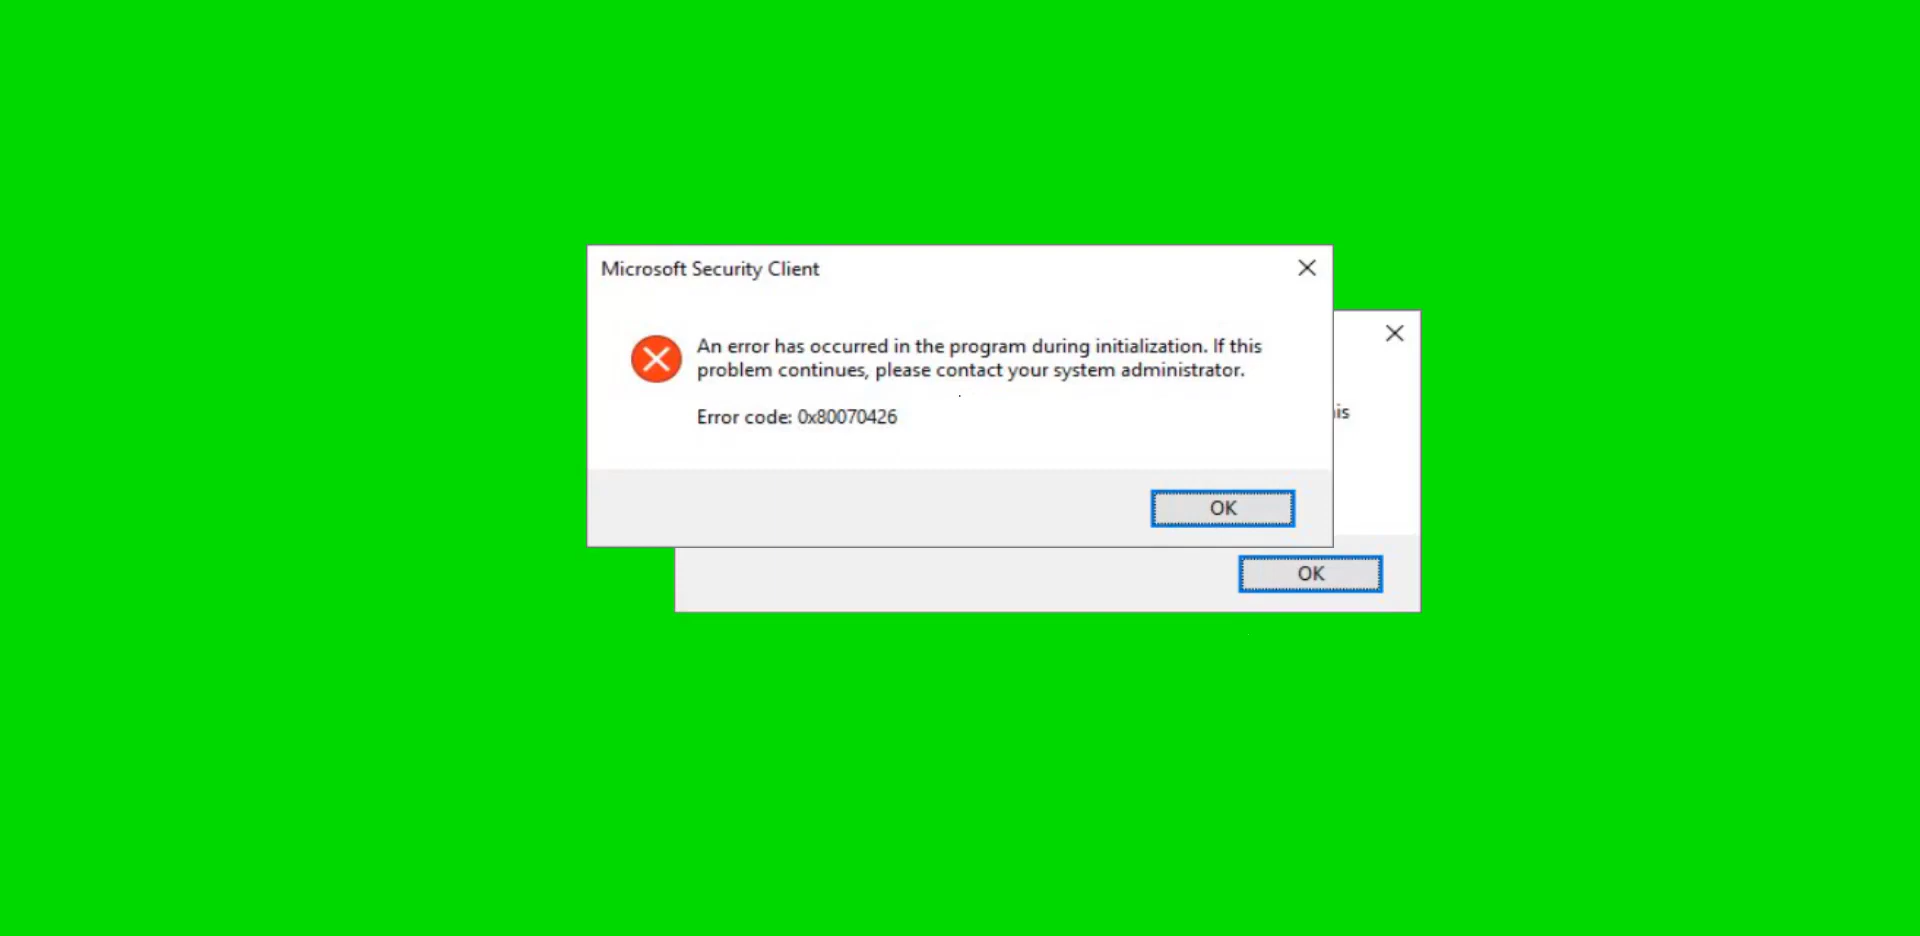 Microsoft Security Client
An error has occurred in the program during initialization. If this
problem continues, please contact your system administrator.
Error code: 0x80070426
OK
is
OK